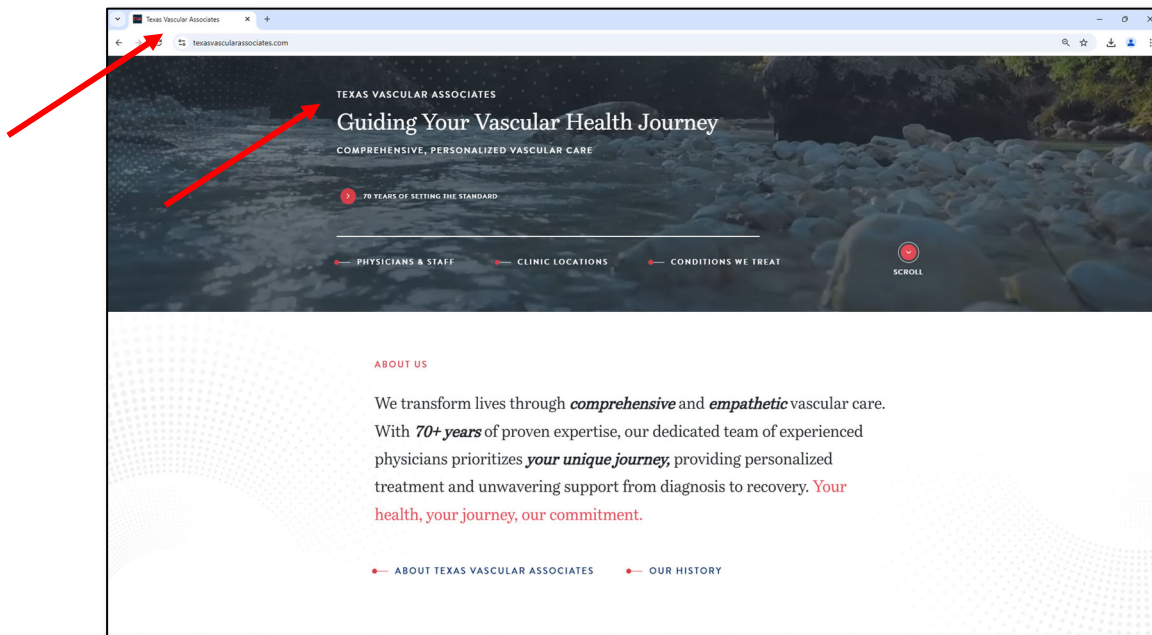 Texas Vascular Associates
texasvascularassociates.com
TEXAS VASCULAR ASSOCIATES
Guiding Your Vascular Health Journey
COMPREHENSIVE, PERSONALIZED VASCULAR CARE
70 YEARS OF SETTING THE STANDARD
PHYSICIANS & STAFF CLINIC LOCATIONS CONDITIONS WE TREAT
SCROLL
ABOUT US
We transform lives through comprehensive and empathetic vascular care.
With 70+ years of proven expertise, our dedicated team of experienced
physicians prioritizes your unique journey, providing personalized
treatment and unwavering support from diagnosis to recovery. Your
health, your journey, our commitment.
ABOUT TEXAS VASCULAR ASSOCIATES OUR HISTORY